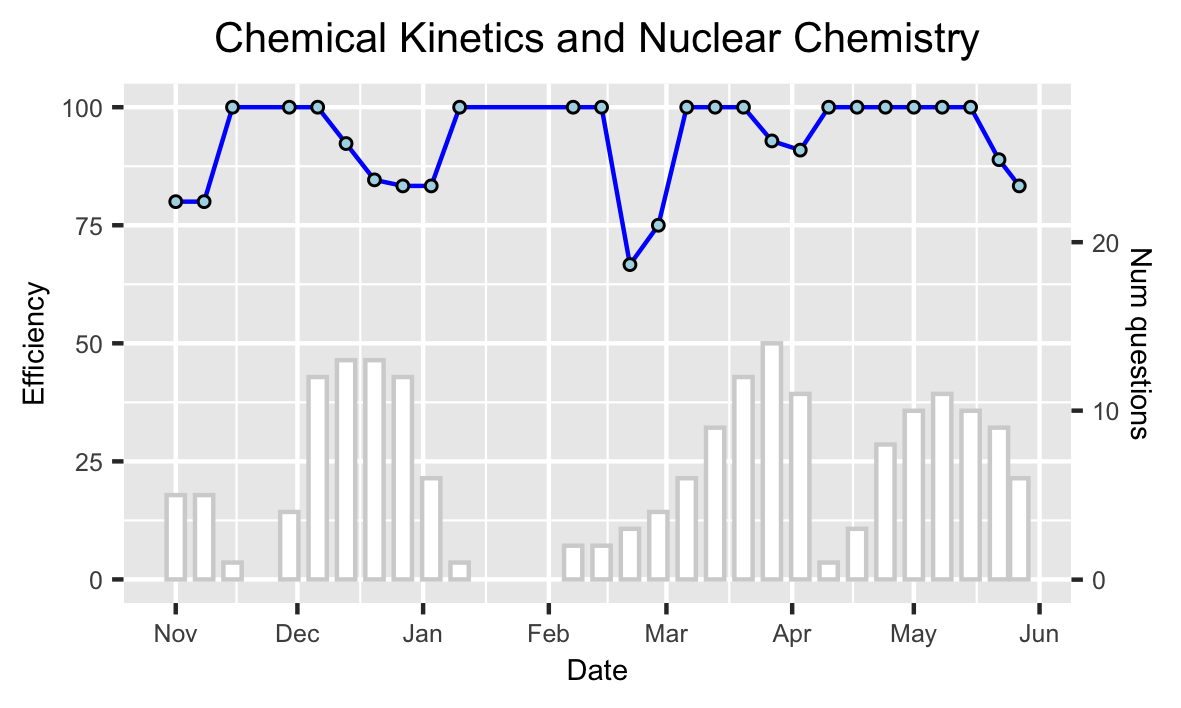 Chemical Kinetics and Nuclear Chemistry
100
75
50
25
0
Efficiency
20
10
0
Num questions
Nov Dec Jan Feb Mar Apr May Jun
Date